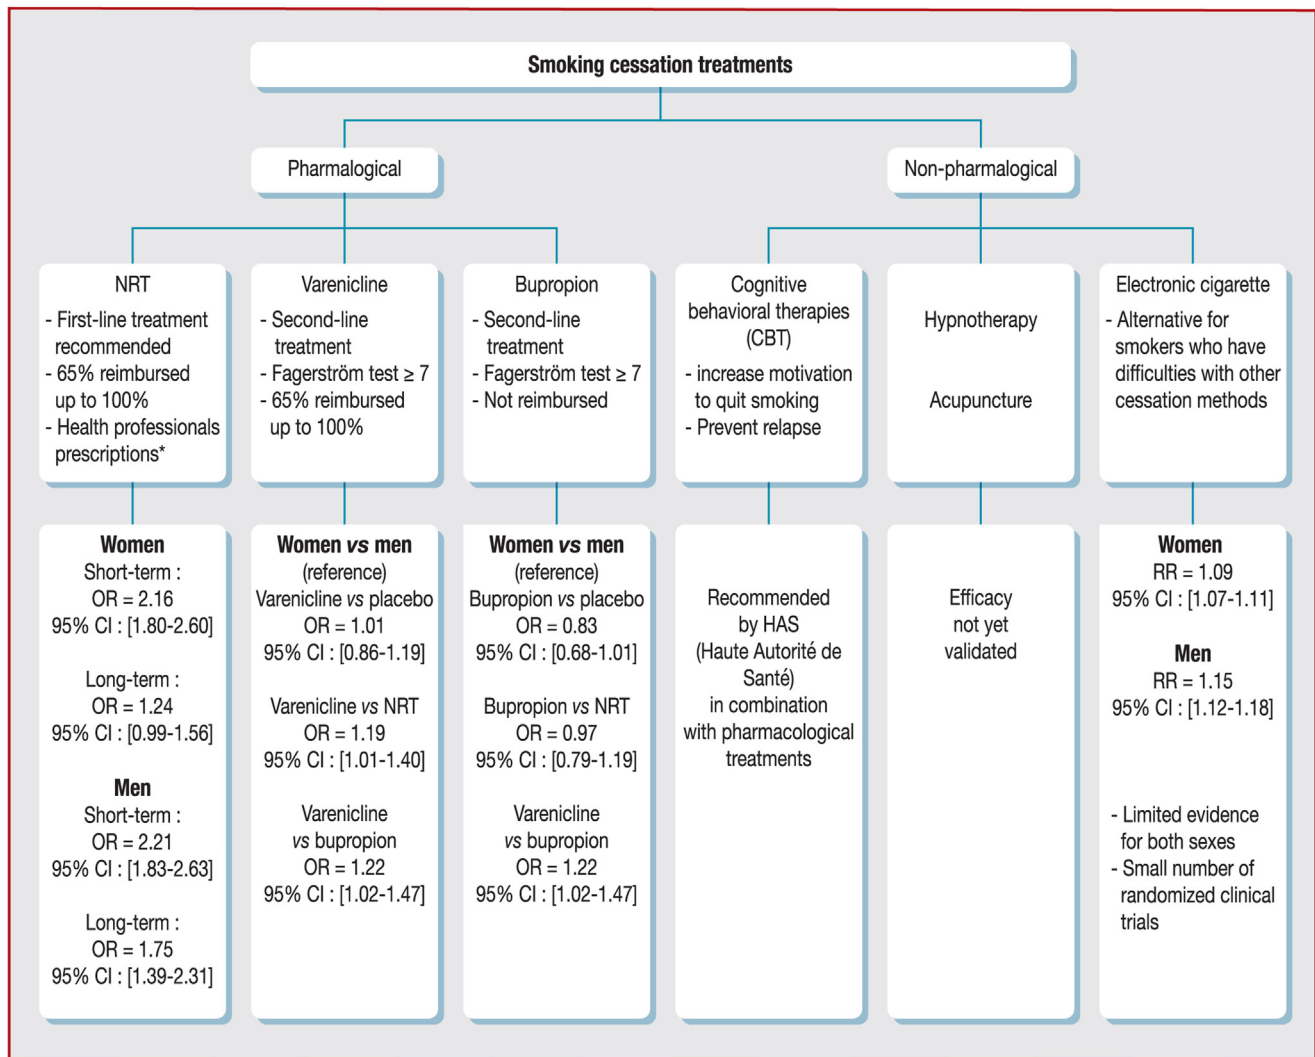 Smoking cessation treatments
Pharmalogical
Non-pharmalogical
NRT
- First-line treatment
recommended
- 65% reimbursed
up to 100%
- Health professionals
prescriptions*
Varenicline
- Second-line
treatment
- Fagerström test ≥ 7
- 65% reimbursed
up to 100%
Bupropion
- Second-line
treatment
- Fagerström test ≥ 7
- Not reimbursed
Cognitive
behavioral therapies
(CBT)
- increase motivation
to quit smoking
- Prevent relapse
Hypnotherapy
Acupuncture
Electronic cigarette
- Alternative for
smokers who have
difficulties with other
cessation methods
Women
Short-term :
OR = 2.16
95% CI : [1.80-2.60]
Long-term :
OR = 1.24
95% CI : [0.99-1.56]
Men
Short-term :
OR = 2.21
95% CI : [1.83-2.63]
Long-term :
OR = 1.75
95% CI : [1.39-2.31]
Women vs men
(reference)
Varenicline vs placebo
OR = 1.01
95% CI : [0.86-1.19]
Varenicline vs NRT
OR = 1.19
95% CI : [1.01-1.40]
Varenicline
vs bupropion
OR = 1.22
95% CI : [1.02-1.47]
Women vs men
(reference)
Bupropion vs placebo
OR = 0.83
95% CI : [0.68-1.01]
Bupropion vs NRT
OR = 0.97
95% CI : [0.79-1.19]
Varenicline
vs bupropion
OR = 1.22
95% CI : [1.02-1.47]
Recommended
by HAS
(Haute Autorité de
Santé)
in combination
with pharmacological
treatments
Efficacy
not yet
validated
Women
RR = 1.09
95% CI : [1.07-1.11]
Men
RR = 1.15
95% CI : [1.12-1.18]
- Limited evidence
for both sexes
- Small number of
randomized clinical
trials